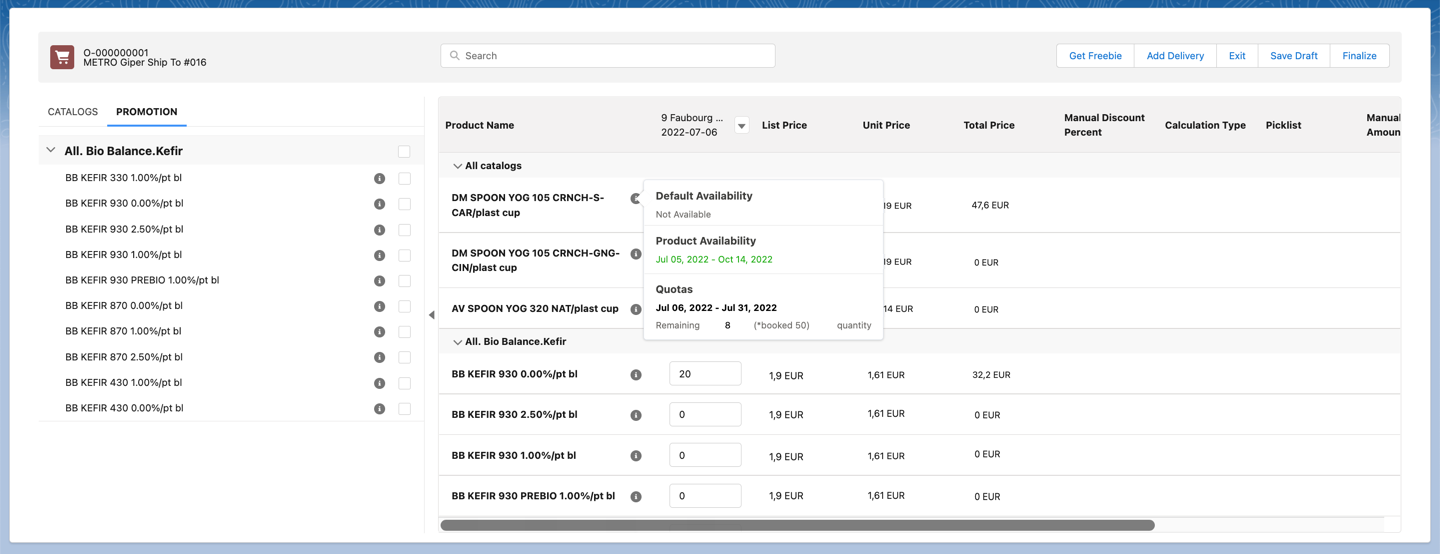 O-000000001
METRO Giper Ship To #016
Search
Get Freebie
Add Delivery
Exit
Save Draft
Finalize
CATALOGS
PROMOTION
All. Bio Balance.Kefir
BB KEFIR 330 1.00%/pt bl
BB KEFIR 930 0.00%/pt bl
BB KEFIR 930 2.50%/pt bl
BB KEFIR 930 1.00%/pt bl
BB KEFIR 930 PREBIO 1.00%/pt bl
BB KEFIR 870 0.00%/pt bl
BB KEFIR 870 1.00%/pt bl
BB KEFIR 870 2.50%/pt bl
BB KEFIR 430 1.00%/pt bl
BB KEFIR 430 0.00%/pt bl
Product Name
9 Faubourg ...
2022-07-06
List Price
Unit Price
Total Price
Manual Discount
Percent
Calculation Type
Picklist
Manual
Amoun
All catalogs
DM SPOON YOG 105 CRNCH-S-
CAR/plast cup
19 EUR
47,6 EUR
DM SPOON YOG 105 CRNCH-GNG-
CIN/plast cup
19 EUR
0 EUR
AV SPOON YOG 320 NAT/plast cup
14 EUR
0 EUR
Default Availability
Not Available
Product Availability
Jul 05, 2022 - Oct 14, 2022
Quotas
Jul 06, 2022 - Jul 31, 2022
Remaining 8 (*booked 50) quantity
All. Bio Balance.Kefir
BB KEFIR 930 0.00%/pt bl 20 1,9 EUR 1,61 EUR 32,2 EUR
BB KEFIR 930 2.50%/pt bl 0 1,9 EUR 1,61 EUR 0 EUR
BB KEFIR 930 1.00%/pt bl 0 1,9 EUR 1,61 EUR 0 EUR
BB KEFIR 930 PREBIO 1.00%/pt bl 0 1,9 EUR 1,61 EUR 0 EUR